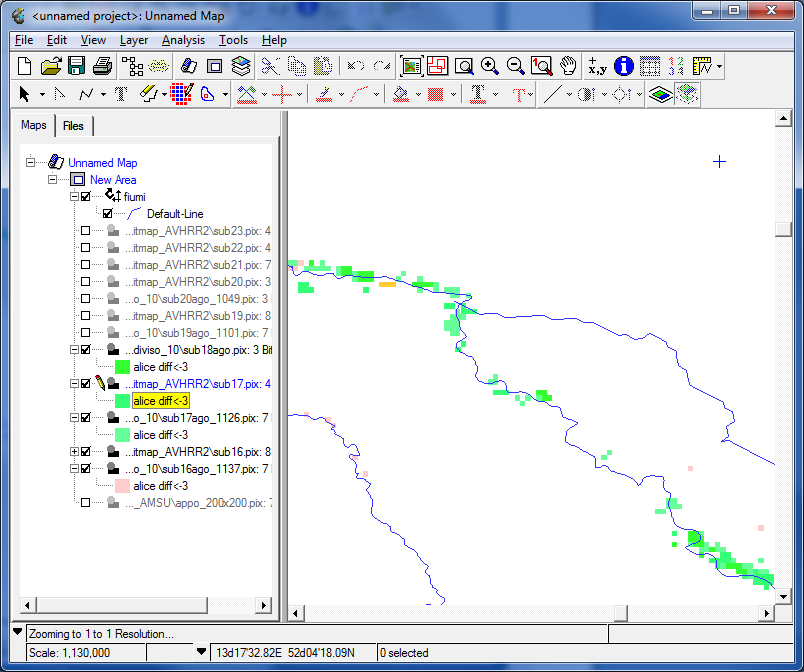 <unnamed project>: Unnamed Map
File Edit View Layer Analysis Tools Help
+x,y
1 2
3 4
Maps Files
Unnamed Map
New Area
fiumi
Default-Line
...itmap_AVHRR2\sub23.pix: 4
...itmap_AVHRR2\sub22.pix: 4
...itmap_AVHRR2\sub21.pix: 7
...itmap_AVHRR2\sub20.pix: 3
...o_10\sub20ago_1049.pix: 3
...itmap_AVHRR2\sub19.pix: 8
...o_10\sub19ago_1101.pix: 7
...diviso_10\sub18ago.pix: 3 Bit
alice diff<-3
...itmap_AVHRR2\sub17.pix: 4
alice diff<-3
...o_10\sub17ago_1126.pix: 7
alice diff<-3
...itmap_AVHRR2\sub16.pix: 8
...o_10\sub16ago_1137.pix: 7
alice diff<-3
..._AMSU\appo_200x200.pix: 7
Zooming to 1 to 1 Resolution...
Scale: 1,130,000 13d17'32.82E 52d04'18.09N 0 selected